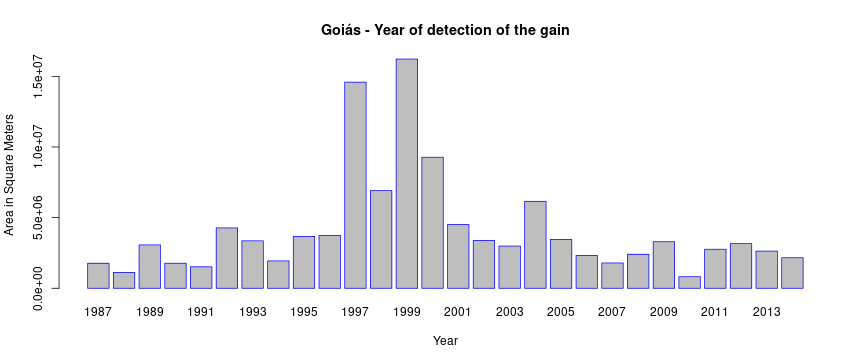 Goiás - Year of detection of the gain
Area in Square Meters
1.5e+07
1.0e+07
5.0e+06
0.0e+00
1987 1989 1991 1993 1995 1997 1999 2001 2003 2005 2007 2009 2011 2013
Year